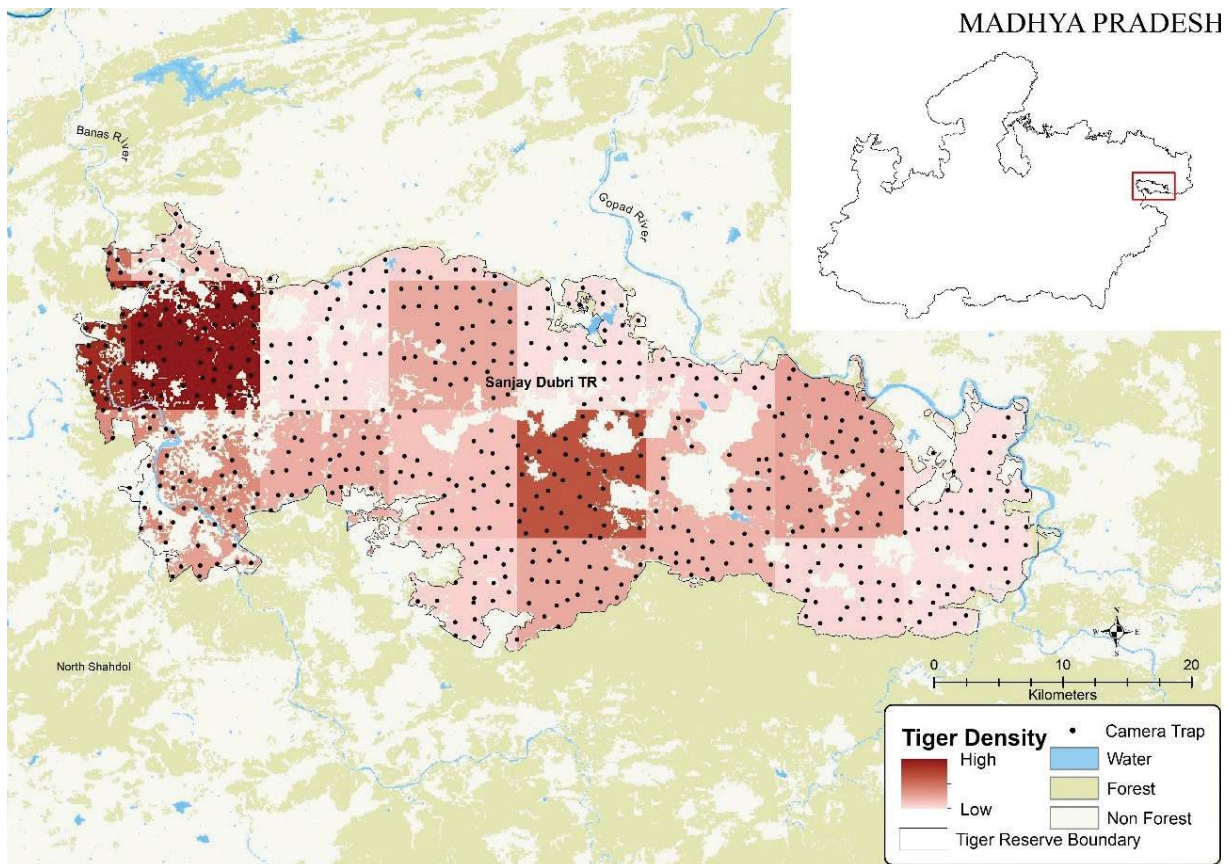 MADHYA PRADESH
Banas River
Gopad River
Sanjay Dubri TR
North Shahdol
N
W E
S
0 10 20
Kilometers
Tiger Density
High
Low
Tiger Reserve Boundary
Camera Trap
Water
Forest
Non Forest